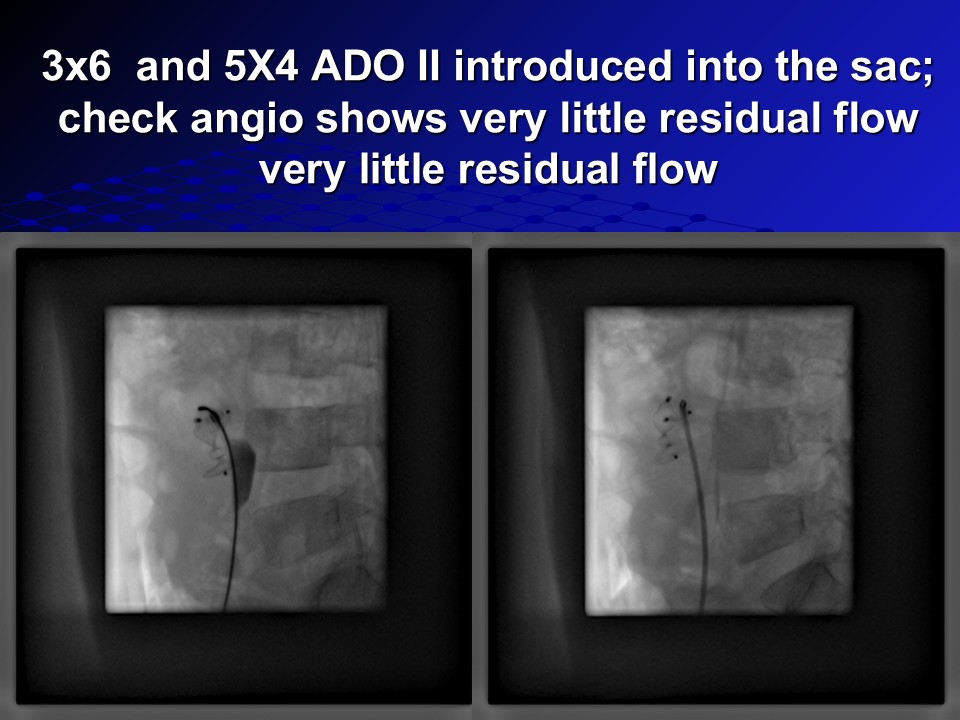 3x6 and 5X4 ADO II introduced into the sac;
check angio shows very little residual flow
very little residual flow